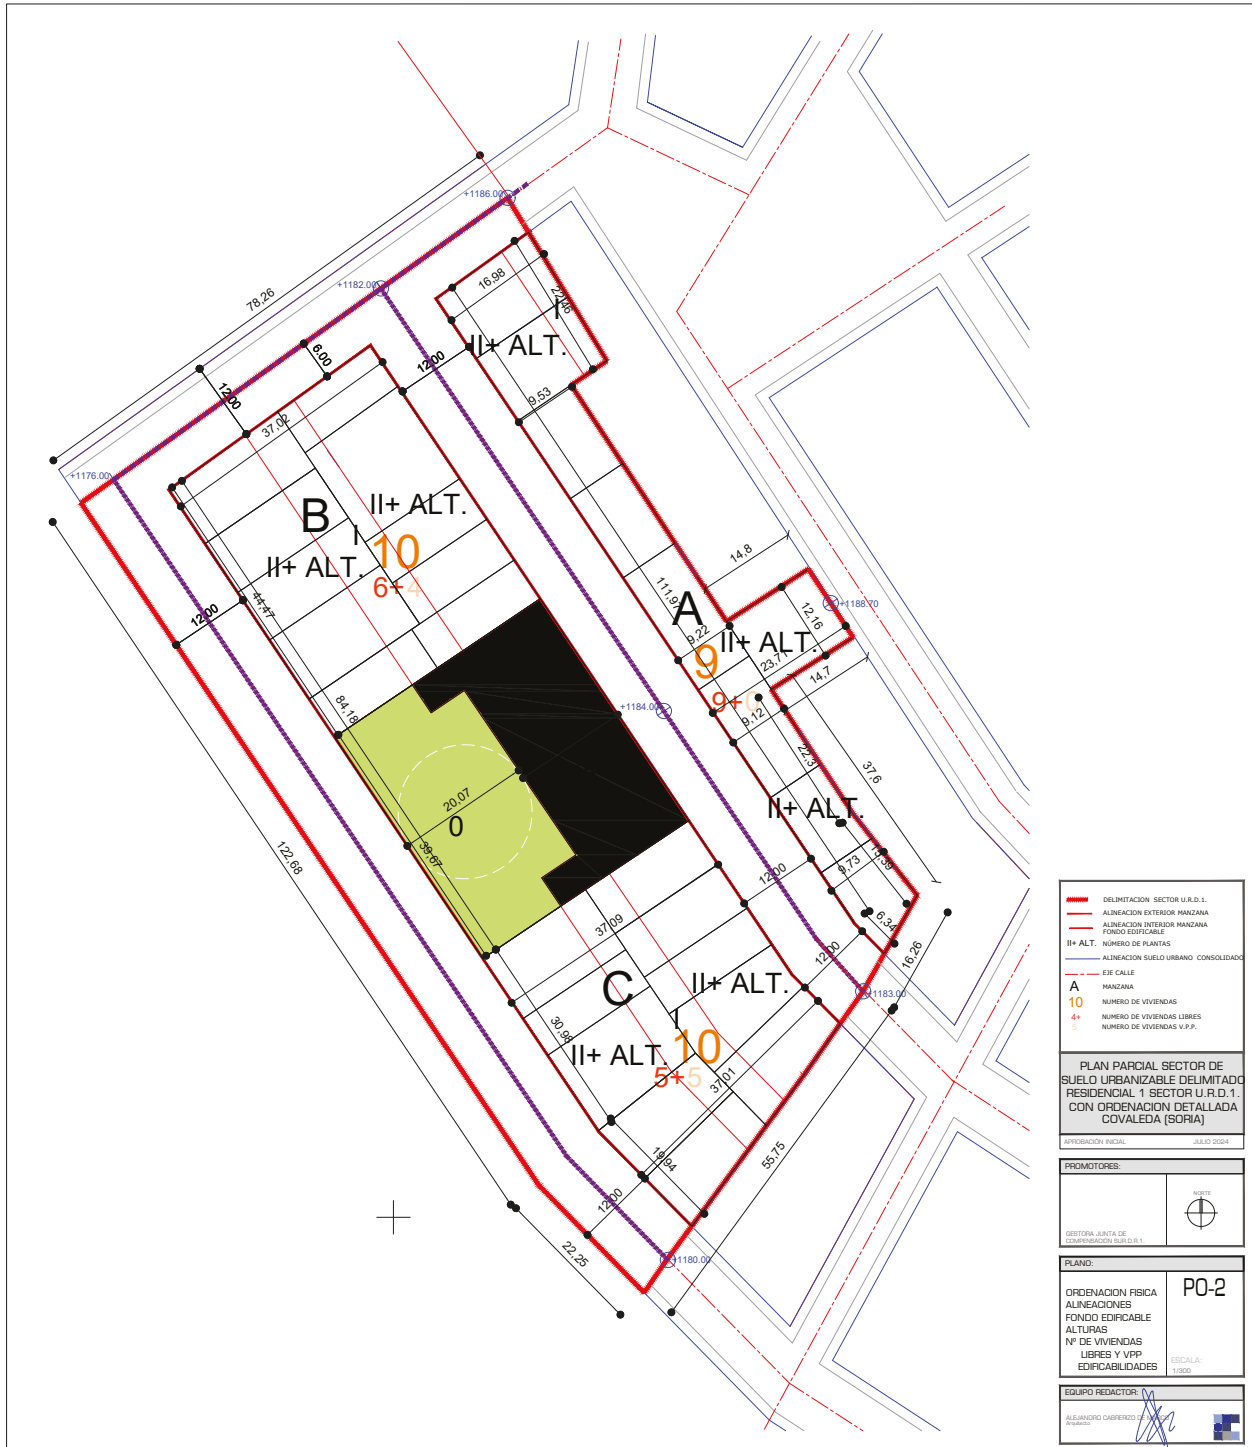 +1186.00
78,26
+1182.00
16,98
22,46
I
6.00
12.00
II+ ALT.
12.00
9,53
37,02
+1176.00
B
II+ ALT.
I
10
II+ ALT.
6+4
14,8
44,47
12.00
111,97
A
+1188.70
12,16
9,22
II+ ALT.
9
23,71
14,7
9+0
+1184.00
84,18
9,12
22,3
37,6
20,07
0
II+ ALT.
39,67
15,39
9,73
122,68
12.00
6,34
37,09
16,26
12.00
C
II+ ALT.
+1183.00
I
30,98
II+ ALT.
10
5+5
37,01
55,75
19,94
12.00
22,25
+1180.00
DELIMITACION SECTOR U.R.D.1.
ALINEACION EXTERIOR MANZANA
ALINEACION INTERIOR MANZANA
FONDO EDIFICABLE
II+ ALT. NÚMERO DE PLANTAS
ALINEACION SUELO URBANO CONSOLIDADO
EJE CALLE
A MANZANA
10 NUMERO DE VIVIENDAS
4+ NUMERO DE VIVIENDAS LIBRES
5 NUMERO DE VIVIENDAS V.P.P.
PLAN PARCIAL SECTOR DE
SUELO URBANIZABLE DELIMITADO
RESIDENCIAL 1 SECTOR U.R.D.1.
CON ORDENACION DETALLADA
COVALEDA (SORIA)
APROBACIÓN INICIAL JULIO 2024
PROMOTORES:
NORTE
GESTORA JUNTA DE
COMPENSACIÓN SUR.D.R.1.
PLANO:
ORDENACION FISICA
ALINEACIONES
FONDO EDIFICABLE
ALTURAS
Nº DE VIVIENDAS
LIBRES Y VPP
EDIFICABILIDADES
PO-2
ESCALA:
1/300
EQUIPO REDACTOR:
ALEJANDRO CABRERIZO DE
Arquitecto